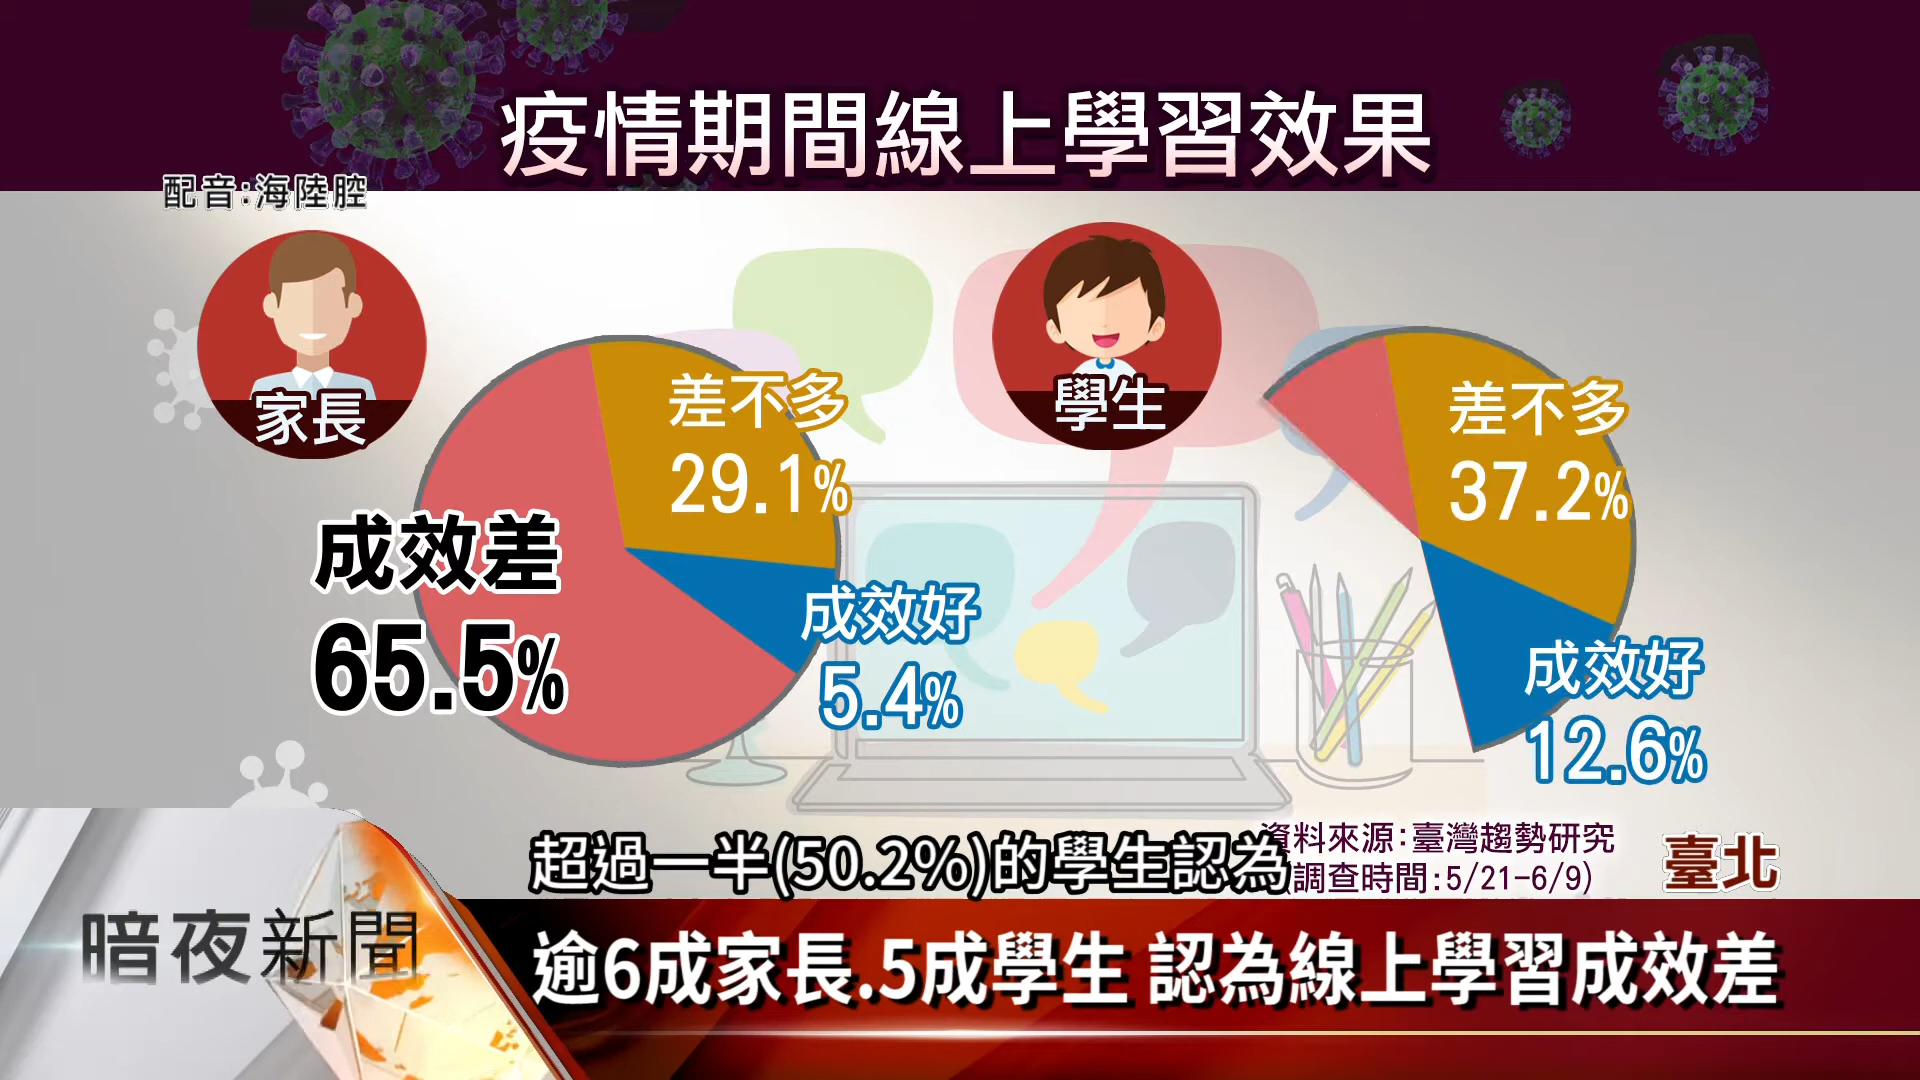 疫情期間線上學習效果
配音:海陸腔
家長
差不多
29.1%
成效差
65.5%
成效好
5.4%
學生
差不多
37.2%
成效好
12.6%
資料來源:臺灣趨勢研究
調查時間:5/21-6/9)
臺北
超過一半(50.2%)的學生認為
暗夜新聞
逾6成家長.5成學生 認為線上學習成效差